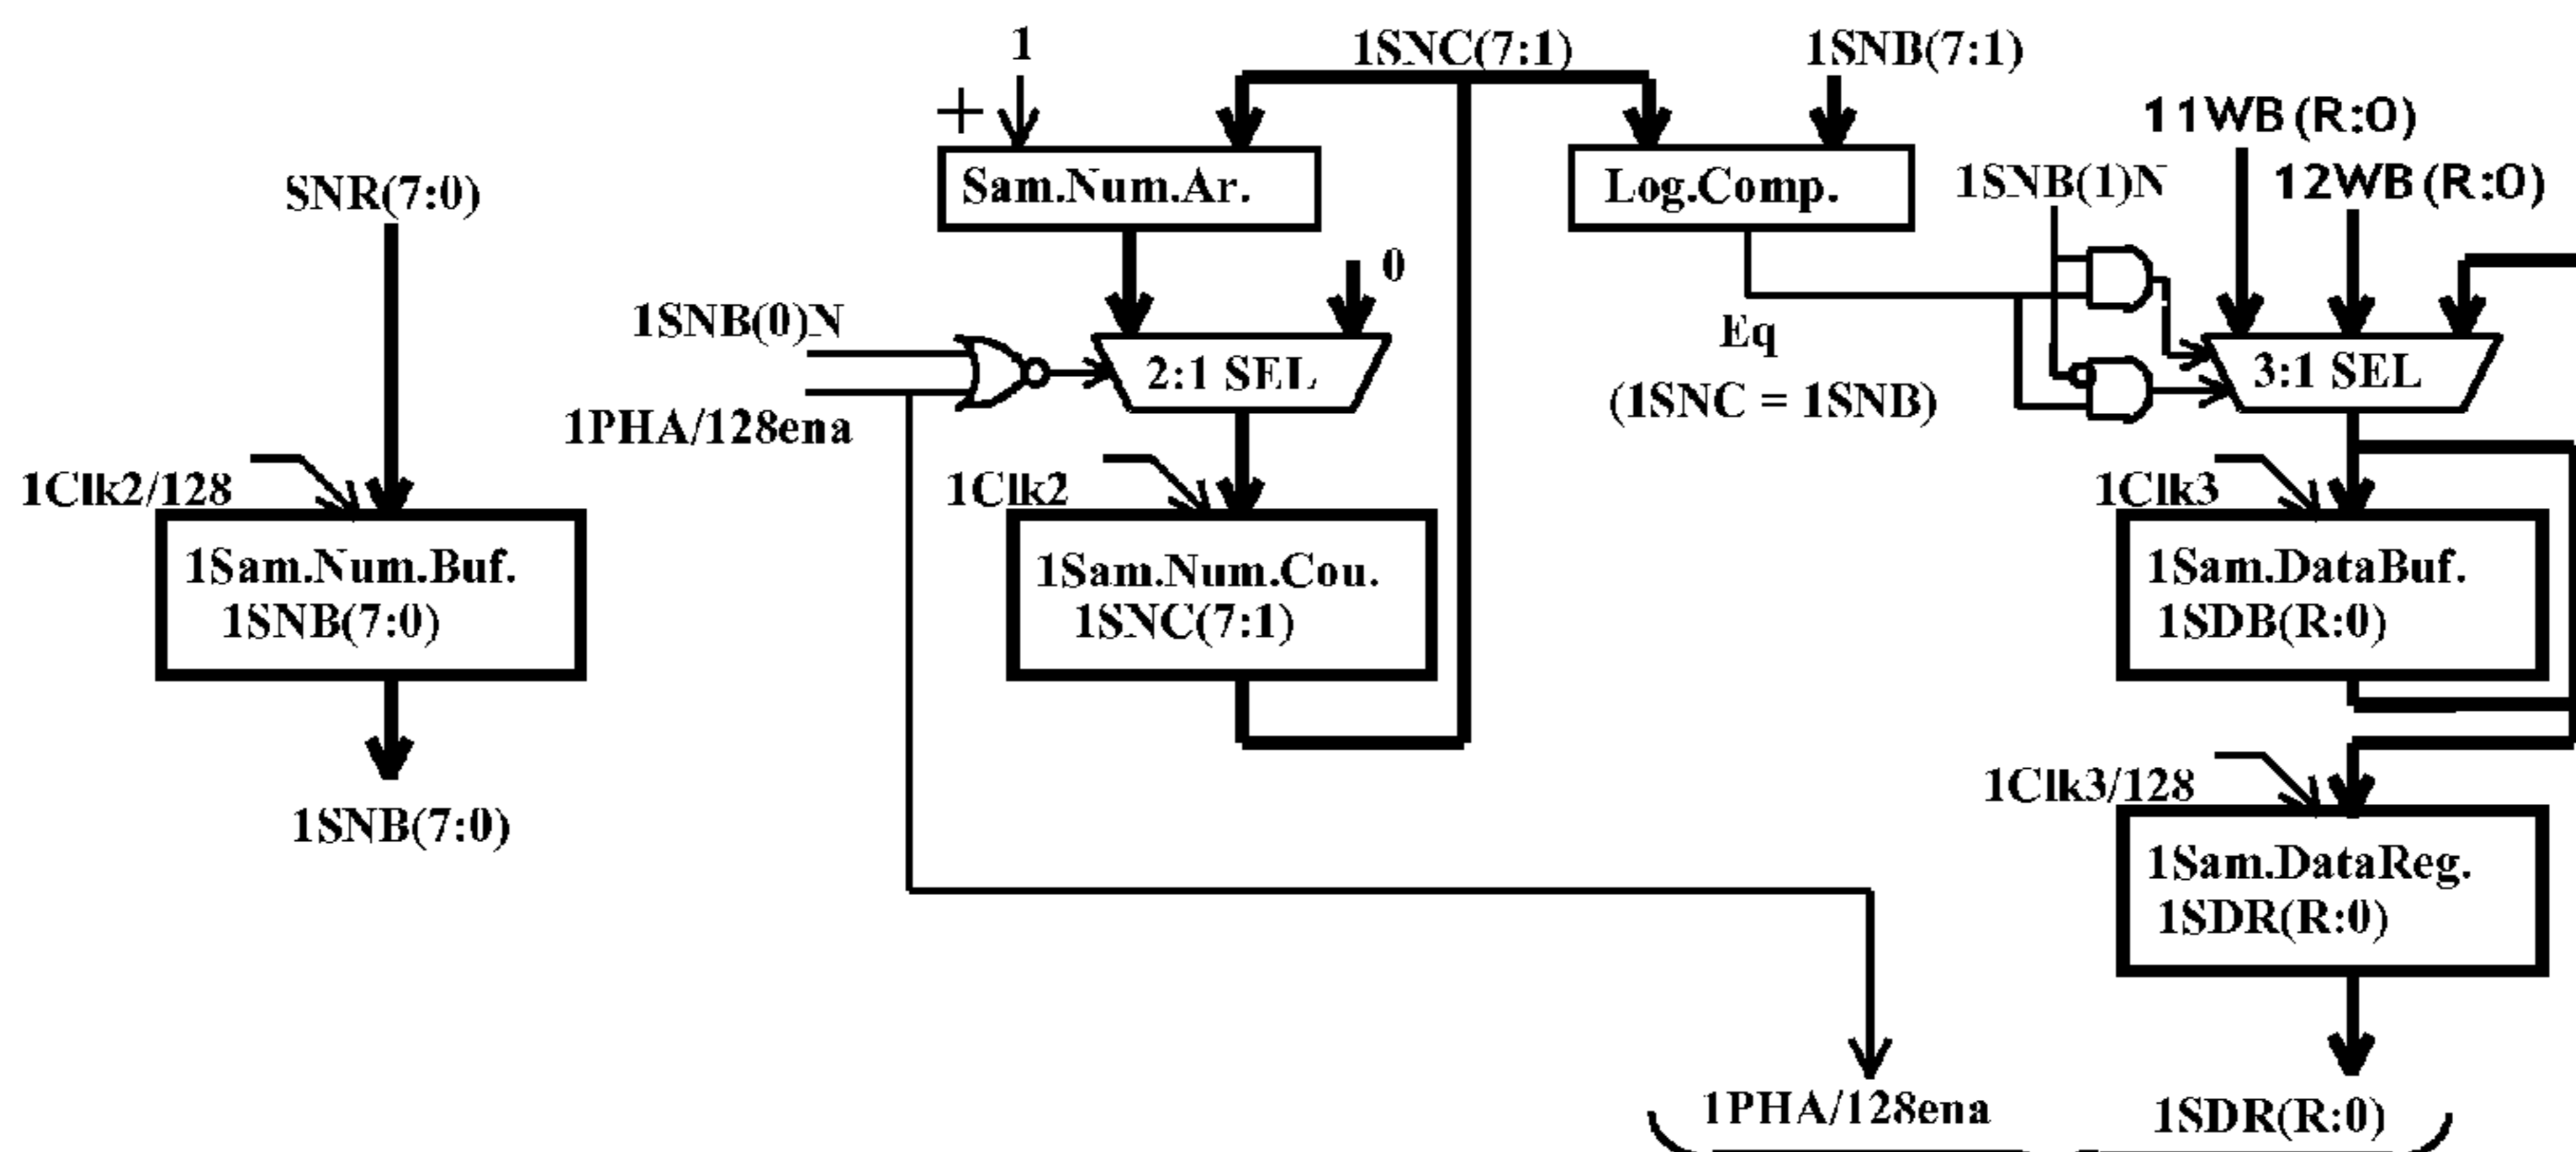 1
1SNC(7:1)
1SNB(7:1)
+
11WB(R:0)
SNR(7:0)
Sam.Num.Ar.
Log.Comp.
1SNB(1)N
12WB(R:0)
0
1SNB(0)N
2:1 SEL
Eq
3:1 SEL
1PHA/128ena
(1SNC = 1SNB)
1Clk2/128
1Clk2
1Clk3
1Sam.Num.Buf.
1SNB(7:0)
1Sam.Num.Cou.
1SNC(7:1)
1Sam.DataBuf.
1SDB(R:0)
1SNB(7:0)
1Clk3/128
1Sam.DataReg.
1SDR(R:0)
1PHA/128ena
1SDR(R:0)